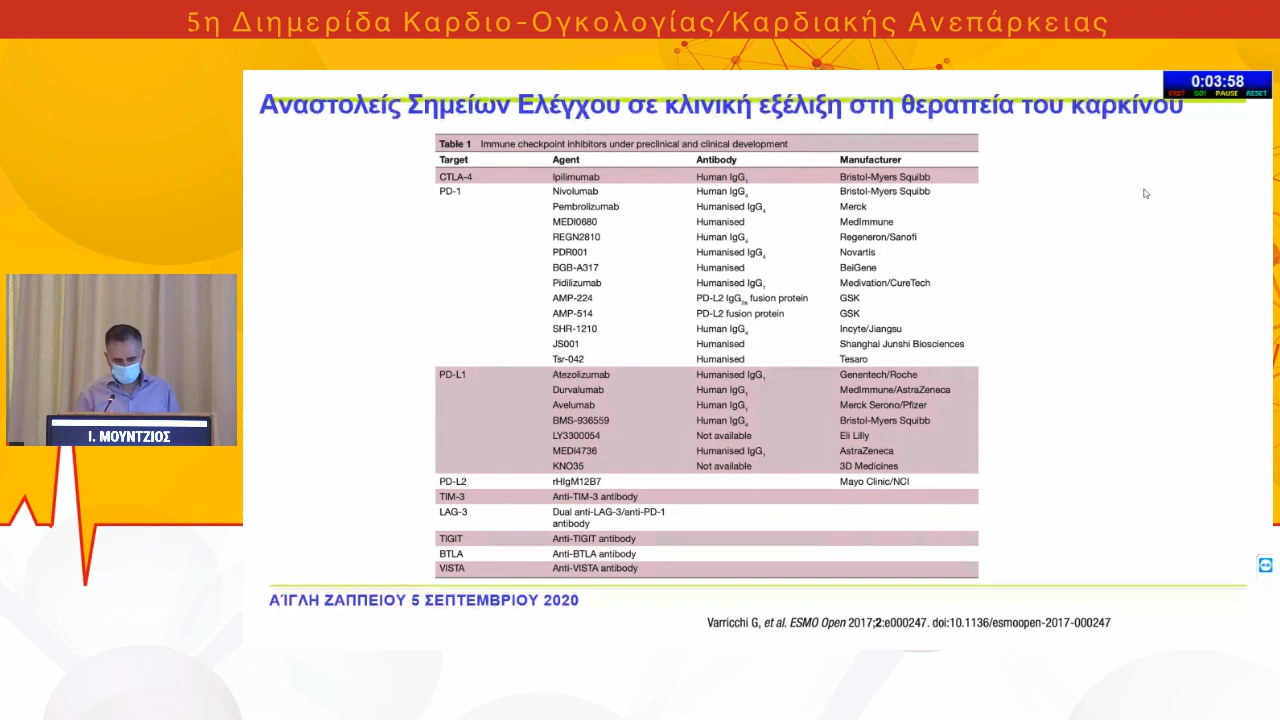 5η Διημερίδα Καρδιο-Ογκολογίας/Καρδιακής Ανεπάρκειας
0:03:58
EXIT GO! PAUSE RESET
Αναστολείς Σημείων Ελέγχου σε κλινική εξέλιξη στη θεραπεία του καρκίνου
Table 1 Immune checkpoint inhibitors under preclinical and clinical development
Target Agent Antibody Manufacturer
CTLA-4 Ipilimumab Human IgG1 Bristol-Myers Squibb
PD-1 Nivolumab Human IgG4 Bristol-Myers Squibb
Pembrolizumab Humanised IgG4 Merck
MEDI0680 Humanised MedImmune
REGN2810 Human IgG4 Regeneron/Sanofi
PDR001 Humanised IgG4 Novartis
BGB-A317 Humanised BeiGene
Pidilizumab Humanised IgG1 Medivation/CureTech
AMP-224 PD-L2 IgG2a fusion protein GSK
AMP-514 PD-L2 fusion protein GSK
SHR-1210 Human IgG4 Incyte/Jiangsu
JS001 Humanised Shanghai Junshi Biosciences
Tsr-042 Humanised Tesaro
PD-L1 Atezolizumab Humanised IgG1 Genentech/Roche
Durvalumab Human IgG1 MedImmune/AstraZeneca
Avelumab Human IgG1 Merck Serono/Pfizer
BMS-936559 Human IgG4 Bristol-Myers Squibb
LY3300054 Not available Eli Lilly
MEDI4736 Humanised IgG1 AstraZeneca
KNO35 Not available 3D Medicines
PD-L2 rHIgM12B7 Mayo Clinic/NCI
TIM-3 Anti-TIM-3 antibody
LAG-3 Dual anti-LAG-3/anti-PD-1
antibody
TIGIT Anti-TIGIT antibody
BTLA Anti-BTLA antibody
VISTA Anti-VISTA antibody
Ι. ΜΟΥΝΤΖΙΟΣ
ΑΊΓΛΗ ΖΑΠΠΕΙΟΥ 5 ΣΕΠΤΕΜΒΡΙΟΥ 2020
Varricchi G, et al. ESMO Open 2017;2:e000247. doi:10.1136/esmoopen-2017-000247